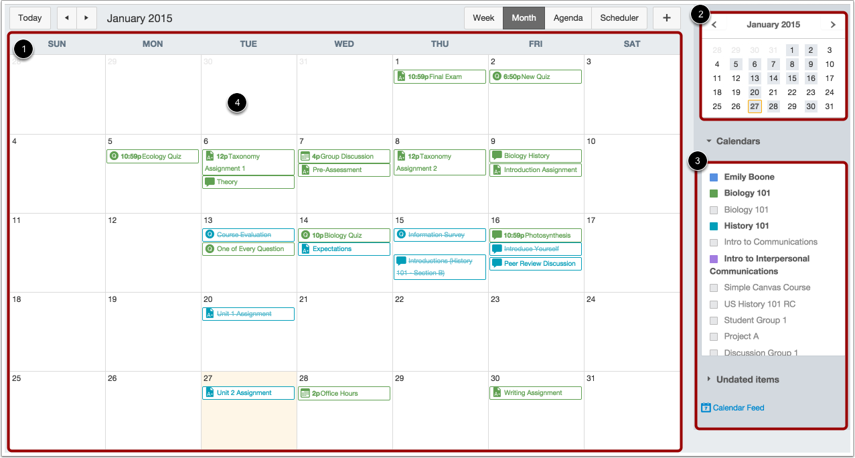 Today
January 2015
Week
Month
Agenda
Scheduler
+
1
SUN MON TUE WED THU FRI SAT
28 29 30 31 1 2 3
10:59p Final Exam
8:50p New Quiz
4
4 5 6 7 8 9 10
10:59p Ecology Quiz
12p Taxonomy
Assignment 1
Theory
4p Group Discussion
Pre-Assessment
12p Taxonomy
Assignment 2
Biology History
Introduction Assignment
11 12 13 14 15 16 17
Course Evaluation
One of Every Question
10p Biology Quiz
Expectations
Information Survey
Introductions (History
101 - Section B)
10:59p Photosynthesis
Introduce Yourself
Peer Review Discussion
18 19 20 21 22 23 24
Unit 1 Assignment
25 26 27 28 29 30 31
Unit 2 Assignment
2p Office Hours
Writing Assignment
2
January 2015
28 29 30 31 1 2 3
4 5 6 7 8 9 10
11 12 13 14 15 16 17
18 19 20 21 22 23 24
25 26 27 28 29 30 31
Calendars
3
Emily Boone
Biology 101
Biology 101
History 101
Intro to Communications
Intro to Interpersonal
Communications
Simple Canvas Course
US History 101 RC
Student Group 1
Project A
Discussion Group 1
Undated items
Calendar Feed